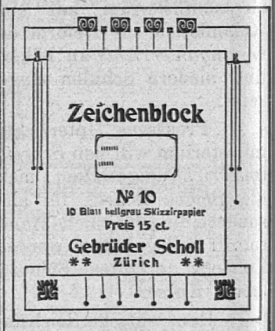 Zeichenblock
№ 10
10 Blatt hellgrau Skizzirpapier
Preis 15 ct.
Gebrüder Scholl
** Zürich **